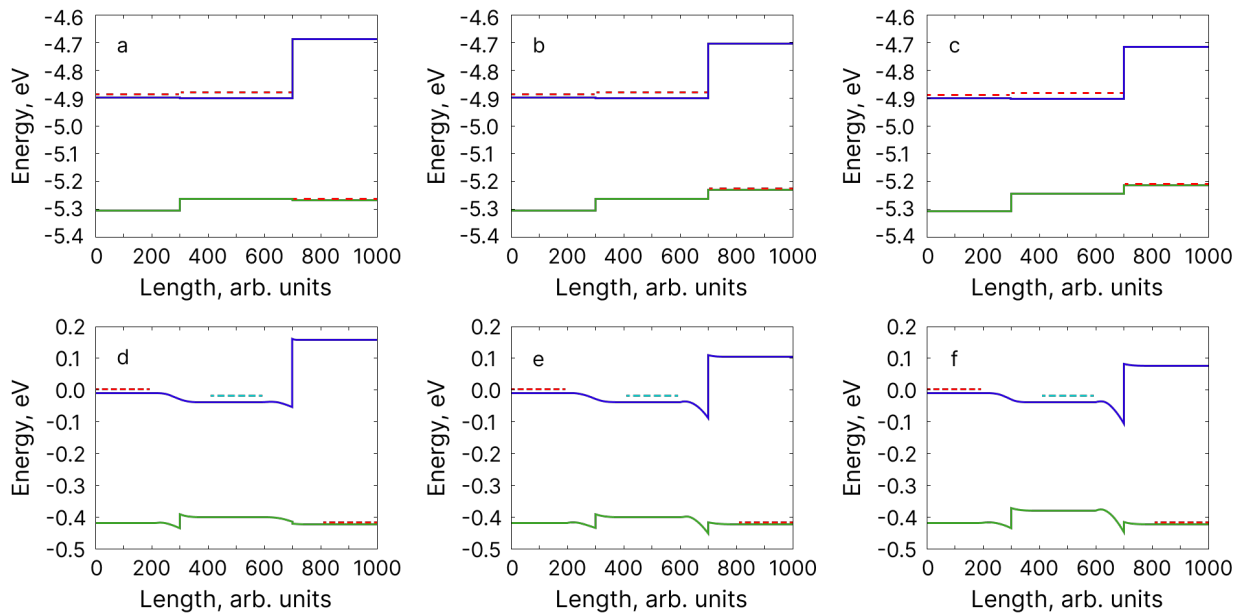 -4.6 -4.6 -4.6
-4.7 a -4.7 b -4.7 c
-4.8 -4.8 -4.8
Energy, eV -4.9 Energy, eV -4.9 Energy, eV -4.9
-5.0 -5.0 -5.0
-5.1 -5.1 -5.1
-5.2 -5.2 -5.2
-5.3 -5.3 -5.3
-5.4 -5.4 -5.4
0 200 400 600 800 1000 0 200 400 600 800 1000 0 200 400 600 800 1000
Length, arb. units Length, arb. units Length, arb. units
0.2 0.2 0.2
0.1 d 0.1 e 0.1 f
0.0 0.0 0.0
Energy, eV -0.1 Energy, eV -0.1 Energy, eV -0.1
-0.2 -0.2 -0.2
-0.3 -0.3 -0.3
-0.4 -0.4 -0.4
-0.5 -0.5 -0.5
0 200 400 600 800 1000 0 200 400 600 800 1000 0 200 400 600 800 1000
Length, arb. units Length, arb. units Length, arb. units